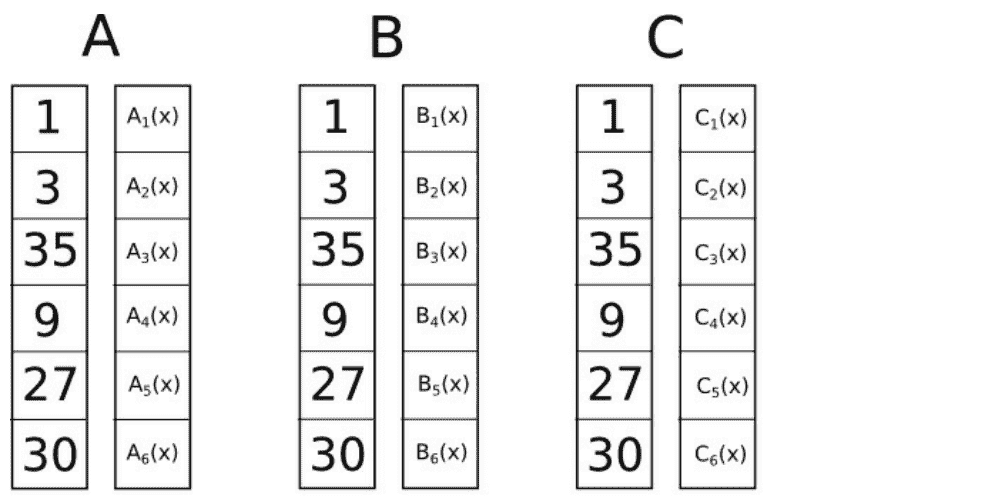 A B C
1 A₁(x) 1 B₁(x) 1 C₁(x)
3 A₂(x) 3 B₂(x) 3 C₂(x)
35 A₃(x) 35 B₃(x) 35 C₃(x)
9 A₄(x) 9 B₄(x) 9 C₄(x)
27 A₅(x) 27 B₅(x) 27 C₅(x)
30 A₆(x) 30 B₆(x) 30 C₆(x)